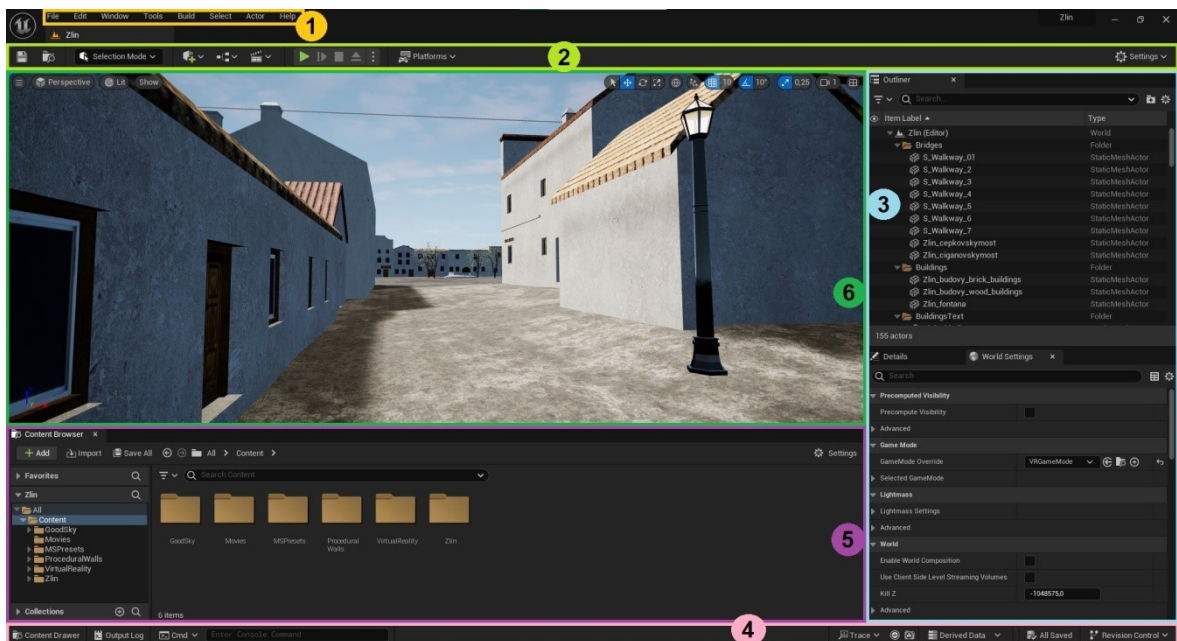 File Edit Window Tools Build Select Actor Help
1
Zlin
Zlin
Selection Mode
Platforms
2
Settings
Perspective Lit Show
10 10° 0,25 1
6
Outliner
Search...
Item Label Type
Zlin (Editor) World
Bridges Folder
S_Walkway_01 StaticMeshActor
S_Walkway_2 StaticMeshActor
S_Walkway_3 StaticMeshActor
S_Walkway_4 StaticMeshActor
S_Walkway_5 StaticMeshActor
S_Walkway_6 StaticMeshActor
S_Walkway_7 StaticMeshActor
Zlin_cepkovskymost StaticMeshActor
Zlin_ciganovskymost StaticMeshActor
Buildings Folder
Zlin_budovy_brick_buildings StaticMeshActor
Zlin_budovy_wood_buildings StaticMeshActor
Zlin_fontana StaticMeshActor
BuildingsText Folder
3
155 actors
Details World Settings
Search
Precomputed Visibility
Precompute Visibility
Advanced
Game Mode
GameMode Override VRGameMode
Selected GameMode
Lightmass
Lightmass Settings
Advanced
World
Enable World Composition
Use Client Side Level Streaming Volumes
Kill Z -1048575,0
Advanced
Content Browser
Add Import Save All All Content Settings
Favorites
Search Content
Zlin
All
Content
GoodSky
Movies
MSPresets
ProceduralWalls
VirtualReality
Zlin
Collections
GoodSky Movies MSPresets Procedural VirtualReality Zlin
Walls
6 items
5
Content Drawer Output Log Cmd Enter Console Command
4
Trace Derived Data All Saved Revision Control